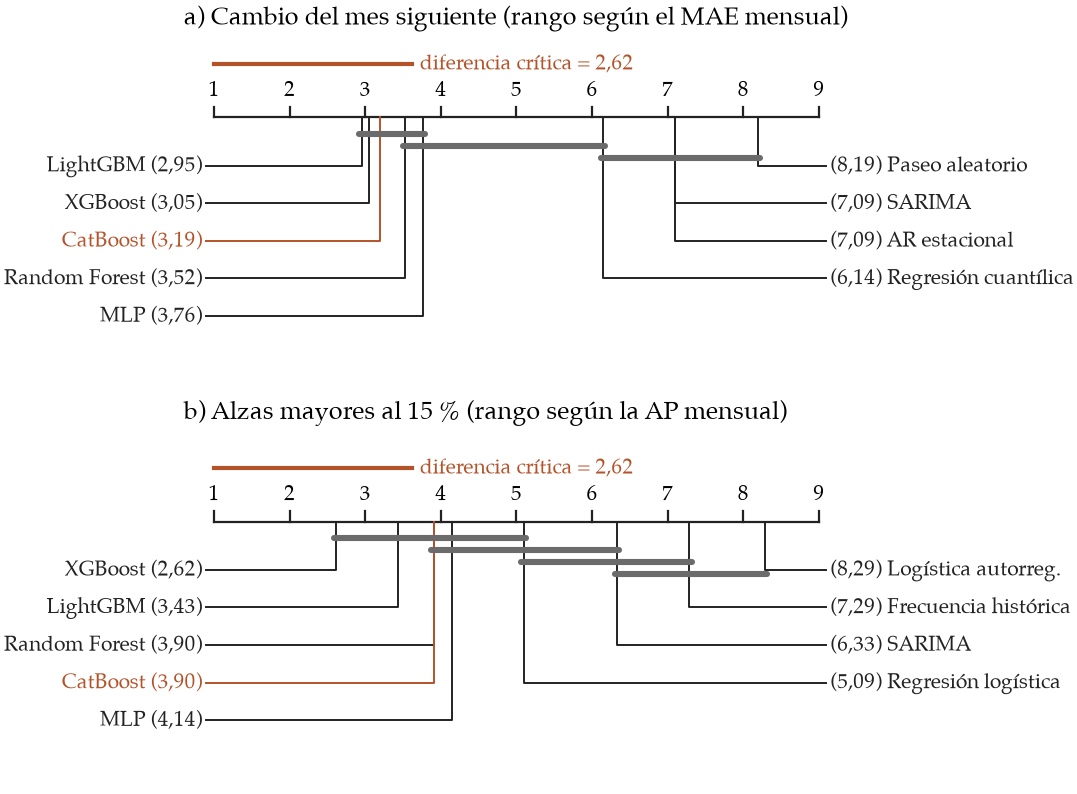 a) Cambio del mes siguiente (rango según el MAE mensual)
diferencia crítica = 2,62
1 2 3 4 5 6 7 8 9
LightGBM (2,95)
(8,19) Paseo aleatorio
XGBoost (3,05)
(7,09) SARIMA
CatBoost (3,19)
(7,09) AR estacional
Random Forest (3,52)
(6,14) Regresión cuantílica
MLP (3,76)
b) Alzas mayores al 15 % (rango según la AP mensual)
diferencia crítica = 2,62
1 2 3 4 5 6 7 8 9
XGBoost (2,62)
(8,29) Logística autorreg.
LightGBM (3,43)
(7,29) Frecuencia histórica
Random Forest (3,90)
(6,33) SARIMA
CatBoost (3,90)
(5,09) Regresión logística
MLP (4,14)